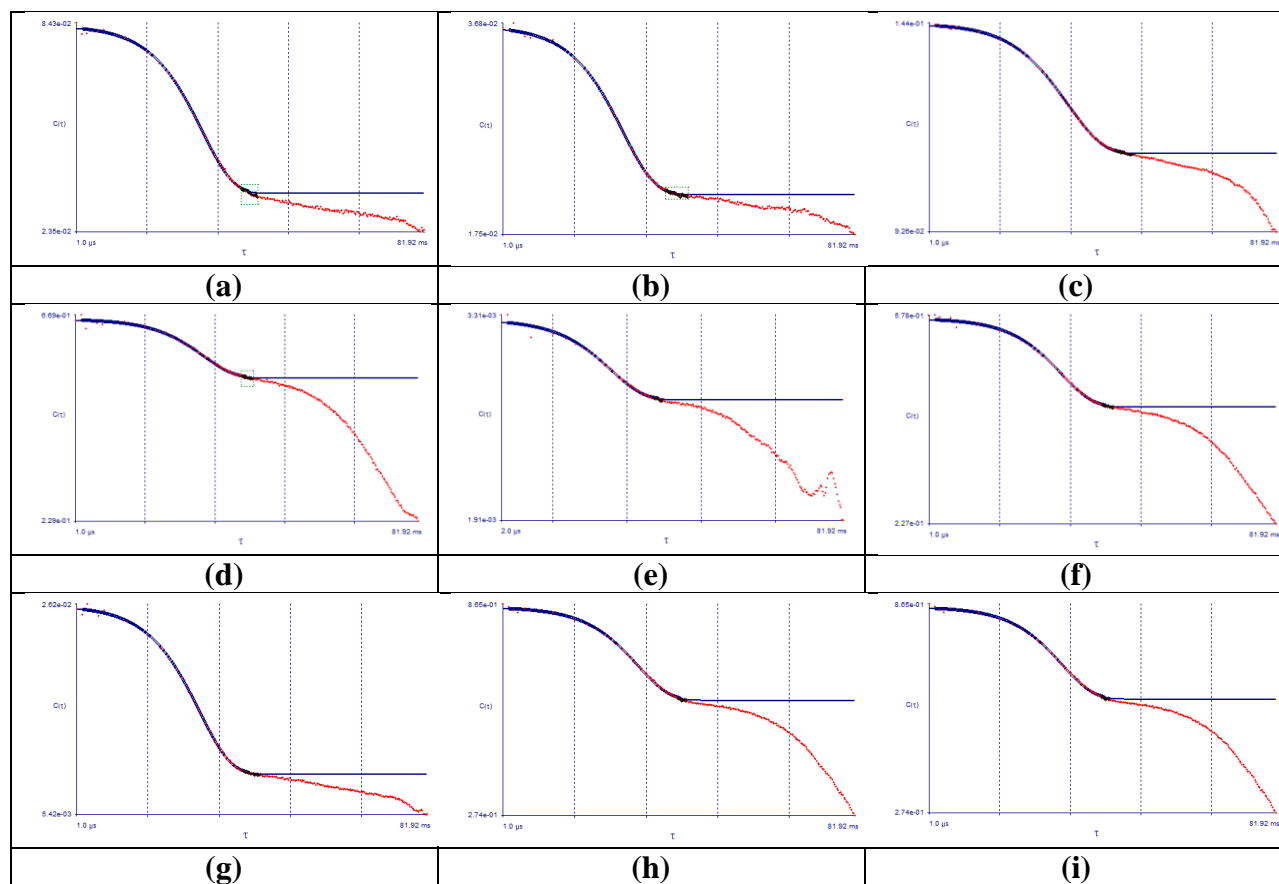 8.43e-02
C(τ)
2.36e-02
1.0 µs
81.92 ms
τ
3.68e-02
C(τ)
1.75e-02
1.0 µs
81.92 ms
τ
1.44e-01
C(τ)
9.26e-02
1.0 µs
81.92 ms
τ
(a)
(b)
(c)
6.69e-01
C(τ)
2.29e-01
1.0 µs
81.92 ms
τ
3.31e-03
C(τ)
1.91e-03
2.0 µs
81.92 ms
τ
5.78e-01
C(τ)
2.27e-01
1.0 µs
81.92 ms
τ
(d)
(e)
(f)
2.62e-02
C(τ)
5.42e-03
1.0 µs
81.92 ms
τ
8.65e-01
C(τ)
2.74e-01
1.0 µs
81.92 ms
τ
8.65e-01
C(τ)
2.74e-01
1.0 µs
81.92 ms
τ
(g)
(h)
(i)